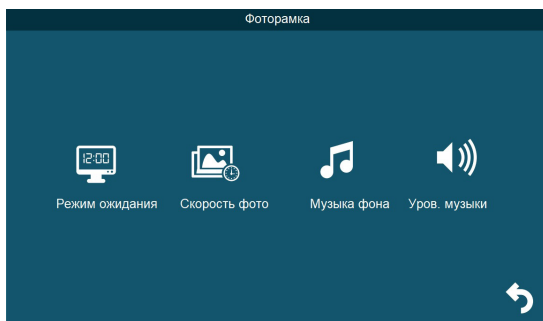 Фоторамка
12:00
Режим ожидания
Скорость фото
Музыка фона
Уров. музыки